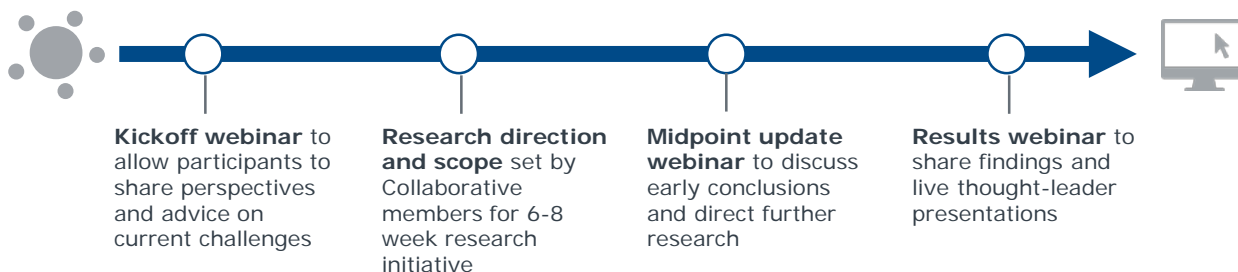 Kickoff webinar to
allow participants to
share perspectives
and advice on
current challenges
Research direction
and scope set by
Collaborative
members for 6-8
week research
initiative
Midpoint update
webinar to discuss
early conclusions
and direct further
research
Results webinar to
share findings and
live thought-leader
presentations